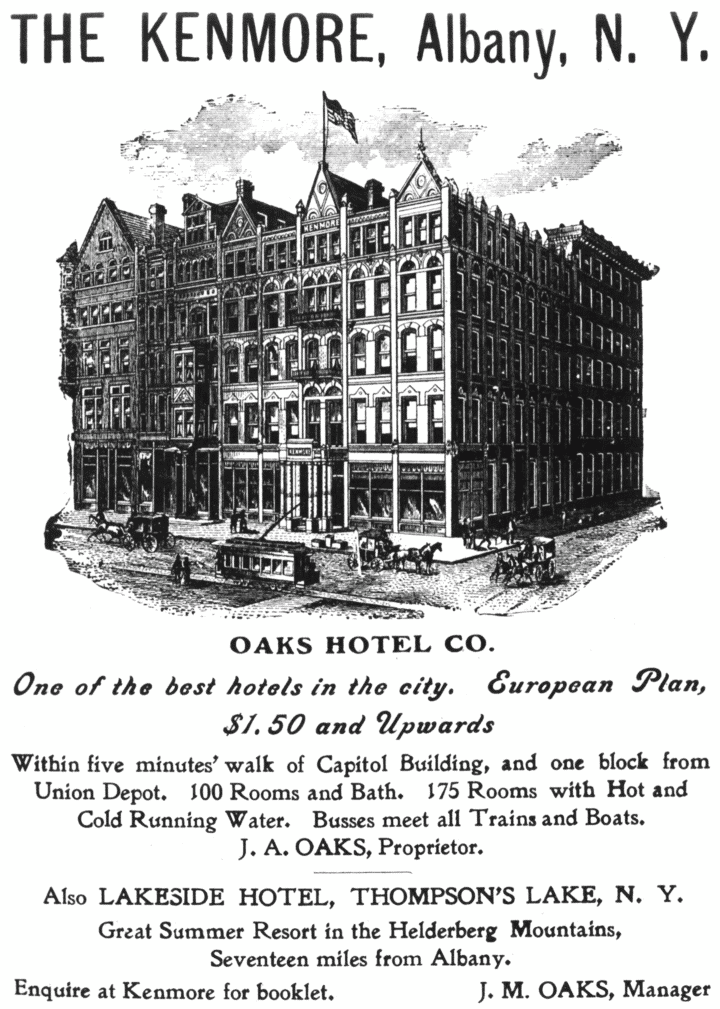 THE KENMORE, Albany, N. Y.
KENMORE
KENMORE
OAKS HOTEL CO.
One of the best hotels in the city. European Plan,
$1.50 and Upwards
Within five minutes' walk of Capitol Building, and one block from
Union Depot. 100 Rooms and Bath. 175 Rooms with Hot and
Cold Running Water. Busses meet all Trains and Boats.
J. A. OAKS, Proprietor.
Also LAKESIDE HOTEL, THOMPSON'S LAKE, N. Y.
Great Summer Resort in the Helderberg Mountains,
Seventeen miles from Albany.
Enquire at Kenmore for booklet. J. M. OAKS, Manager